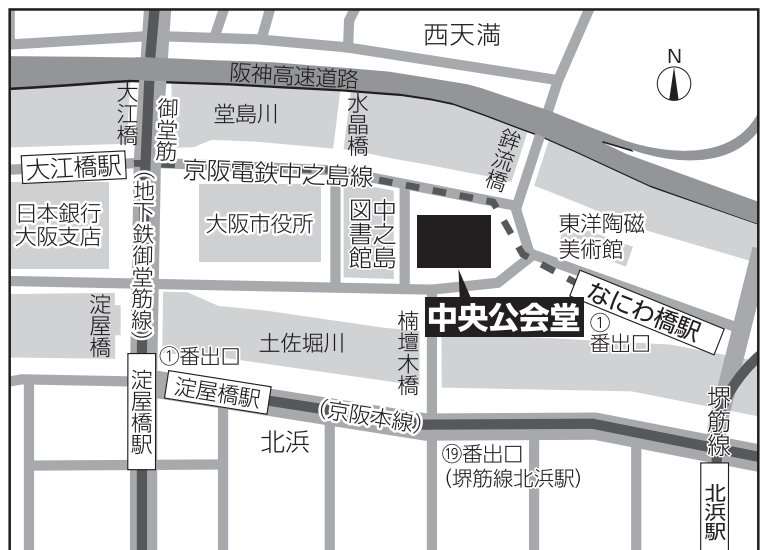 西天満
N
阪神高速道路
大江橋
御堂筋
堂島川
水晶橋
鉾流橋
大江橋駅
京阪電鉄中之島線
日本銀行
大阪支店
(地下鉄御堂筋線)
大阪市役所
中之島
図書館
東洋陶磁
美術館
なにわ橋駅
中央公会堂
①
番出口
淀屋橋
土佐堀川
楠壇木橋
①番出口
淀屋橋駅
淀屋橋駅
(京阪本線)
堺筋線
北浜
⑲番出口
(堺筋線北浜駅)
北浜駅